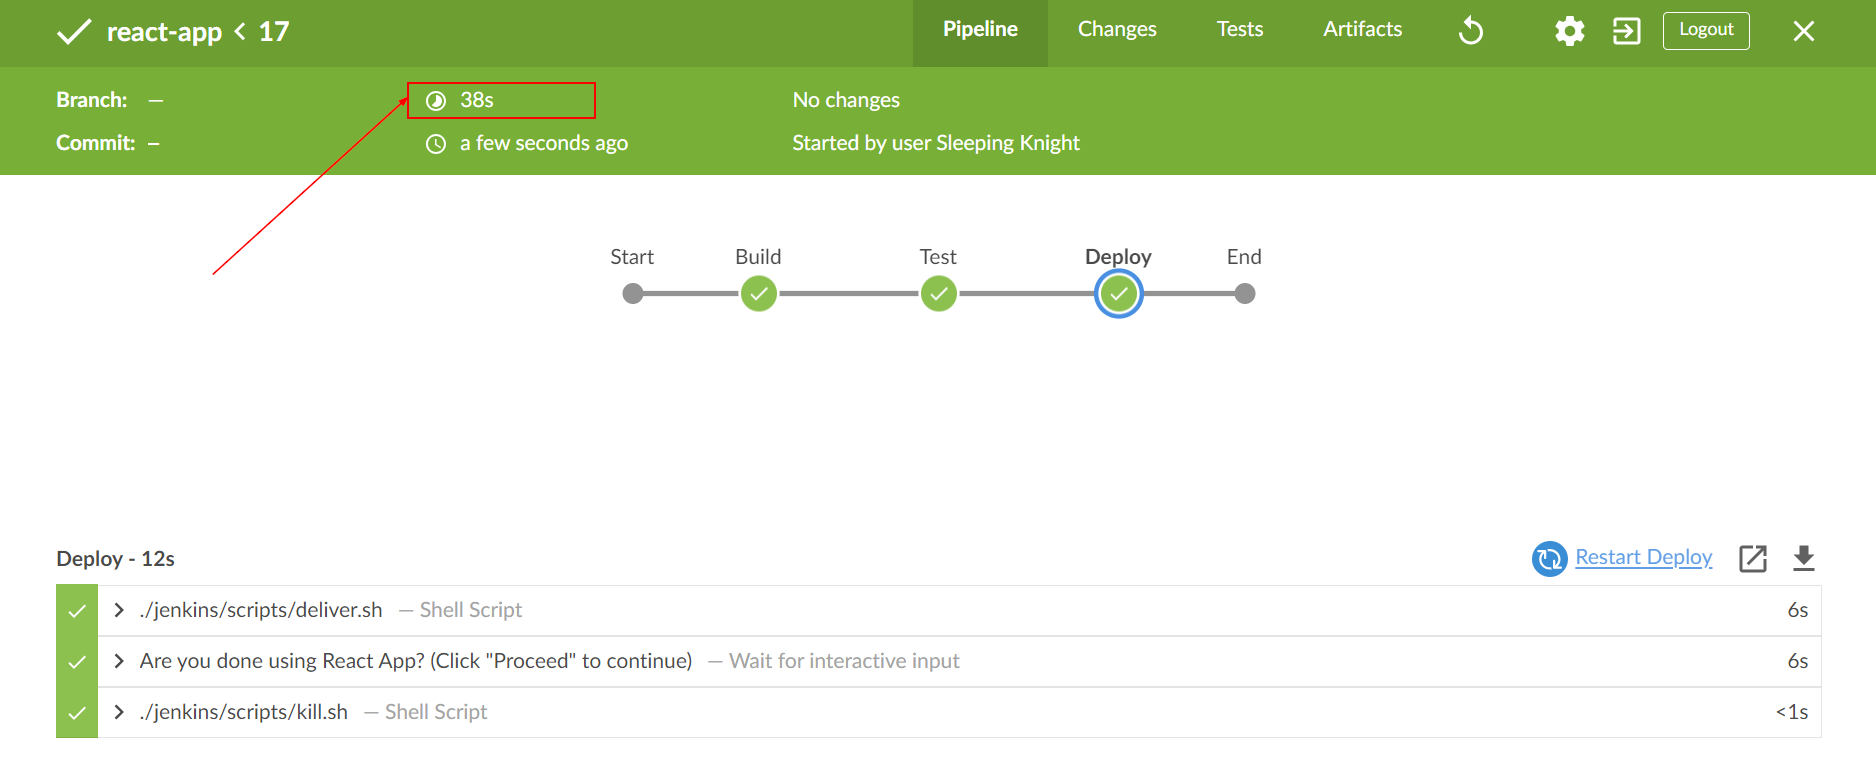 react-app < 17
Pipeline Changes Tests Artifacts Logout
Branch: — 38s No changes
Commit: – a few seconds ago Started by user Sleeping Knight
Start Build Test Deploy End
Deploy - 12s Restart Deploy
./jenkins/scripts/deliver.sh — Shell Script 6s
Are you done using React App? (Click "Proceed" to continue) — Wait for interactive input 6s
./jenkins/scripts/kill.sh — Shell Script <1s